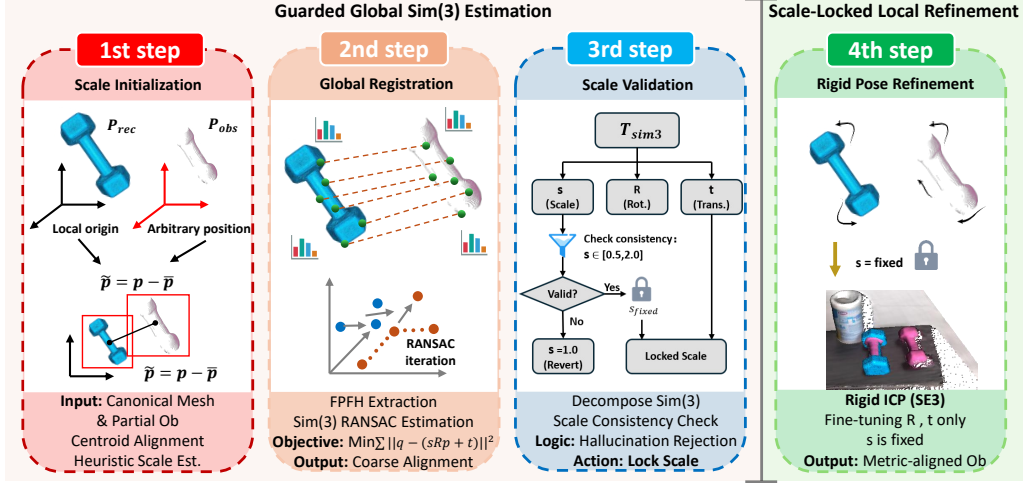 Guarded Global Sim(3) Estimation
Scale-Locked Local Refinement
1st step
Scale Initialization
P_rec
P_obs
Local origin
Arbitrary position
p̃ = p − p̄
p̃ = p − p̄
Input: Canonical Mesh
& Partial Ob
Centroid Alignment
Heuristic Scale Est.
2nd step
Global Registration
RANSAC
iteration
FPFH Extraction
Sim(3) RANSAC Estimation
Objective: Min∑ ||q − (sRp + t)||²
Output: Coarse Alignment
3rd step
Scale Validation
T_sim3
s
(Scale)
R
(Rot.)
t
(Trans.)
Check consistency:
s ∈ [0.5,2.0]
Valid?
Yes
s_fixed
No
s =1.0
(Revert)
Locked Scale
Decompose Sim(3)
Scale Consistency Check
Logic: Hallucination Rejection
Action: Lock Scale
4th step
Rigid Pose Refinement
s = fixed
Rigid ICP (SE3)
Fine-tuning R , t only
s is fixed
Output: Metric-aligned Ob